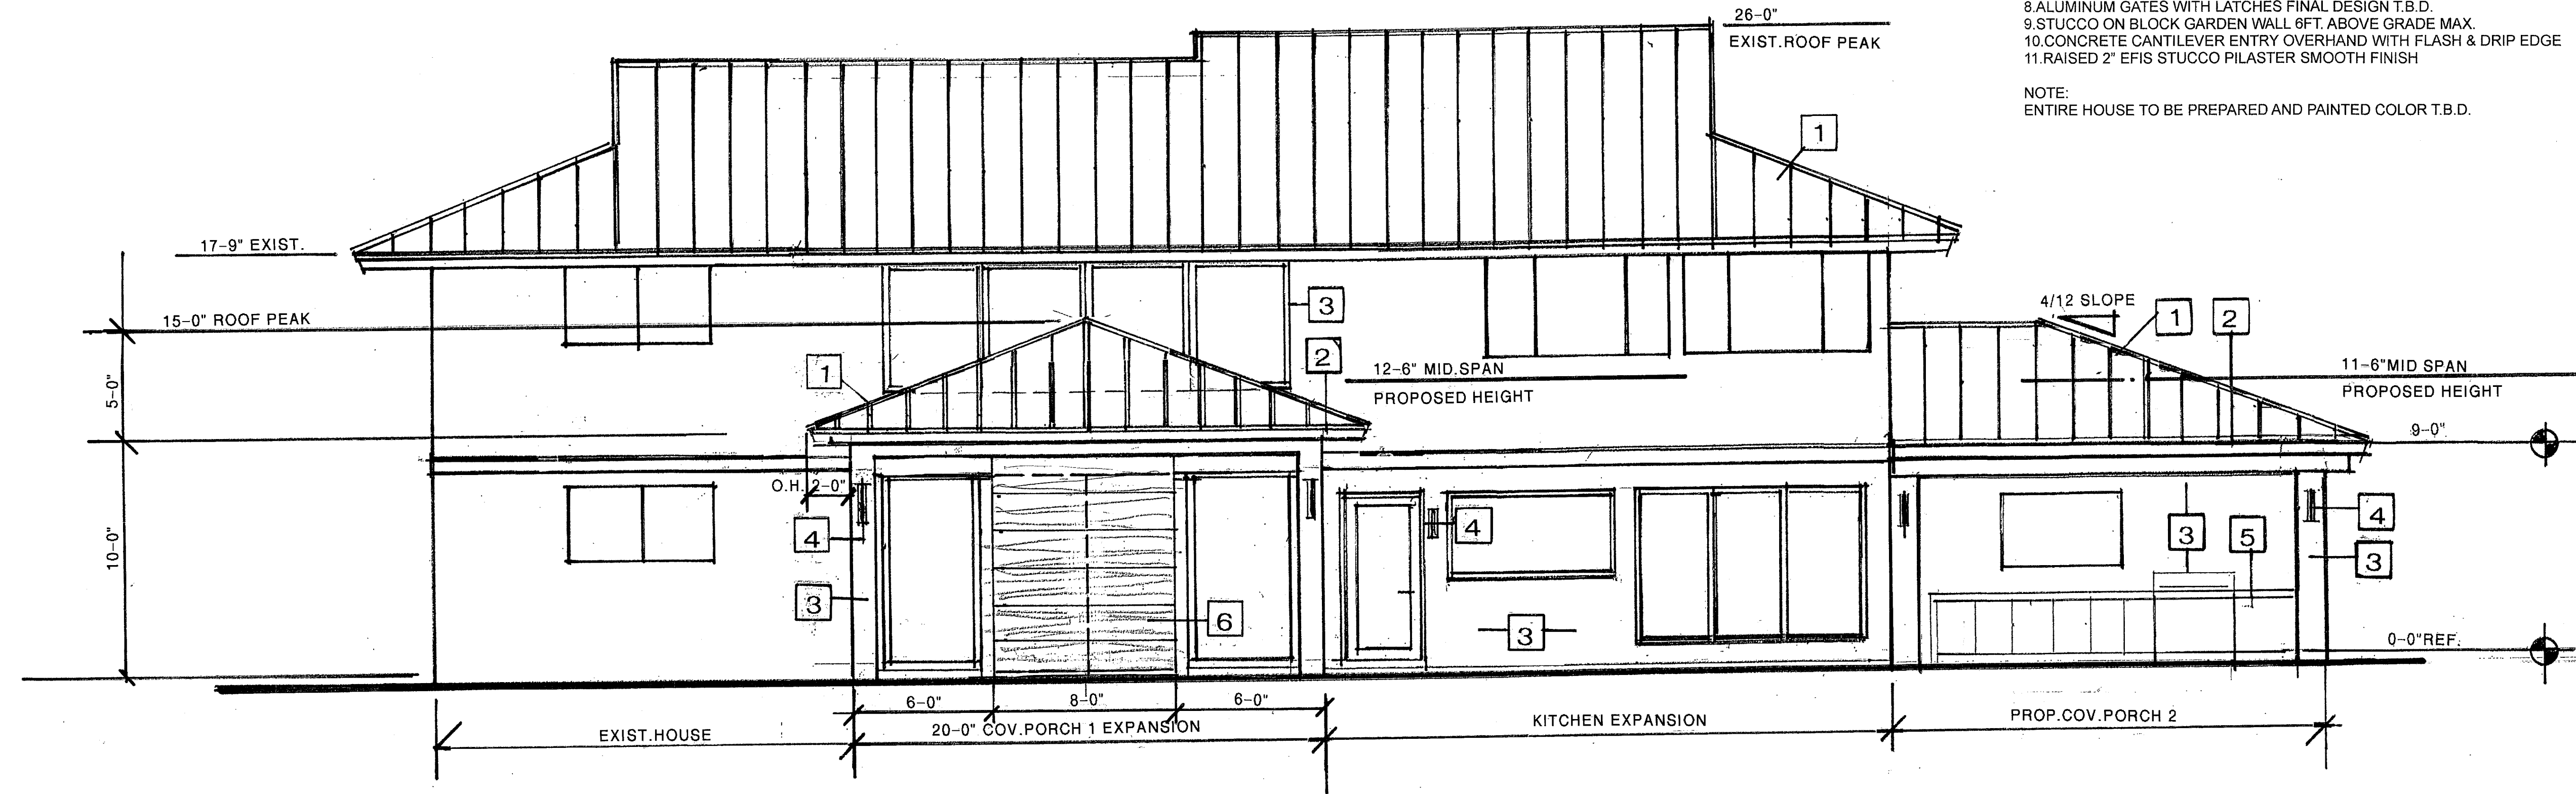 8.ALUMINUM GATES WITH LATCHES FINAL DESIGN T.B.D.
9.STUCCO ON BLOCK GARDEN WALL 6FT. ABOVE GRADE MAX.
10.CONCRETE CANTILEVER ENTRY OVERHAND WITH FLASH & DRIP EDGE
11.RAISED 2" EFIS STUCCO PILASTER SMOOTH FINISH
NOTE:
ENTIRE HOUSE TO BE PREPARED AND PAINTED COLOR T.B.D.
26-0"
EXIST.ROOF PEAK
1
17-9" EXIST.
15-0" ROOF PEAK
3
4/12 SLOPE
1
2
5-0"
1
2
12-6" MID.SPAN
PROPOSED HEIGHT
11-6"MID SPAN
PROPOSED HEIGHT
9-0"
O.H. 2-0"
10-0"
4
4
3
5
4
3
3
6
3
0-0"REF.
6-0"
8-0"
6-0"
EXIST.HOUSE
20-0" COV.PORCH 1 EXPANSION
KITCHEN EXPANSION
PROP.COV.PORCH 2